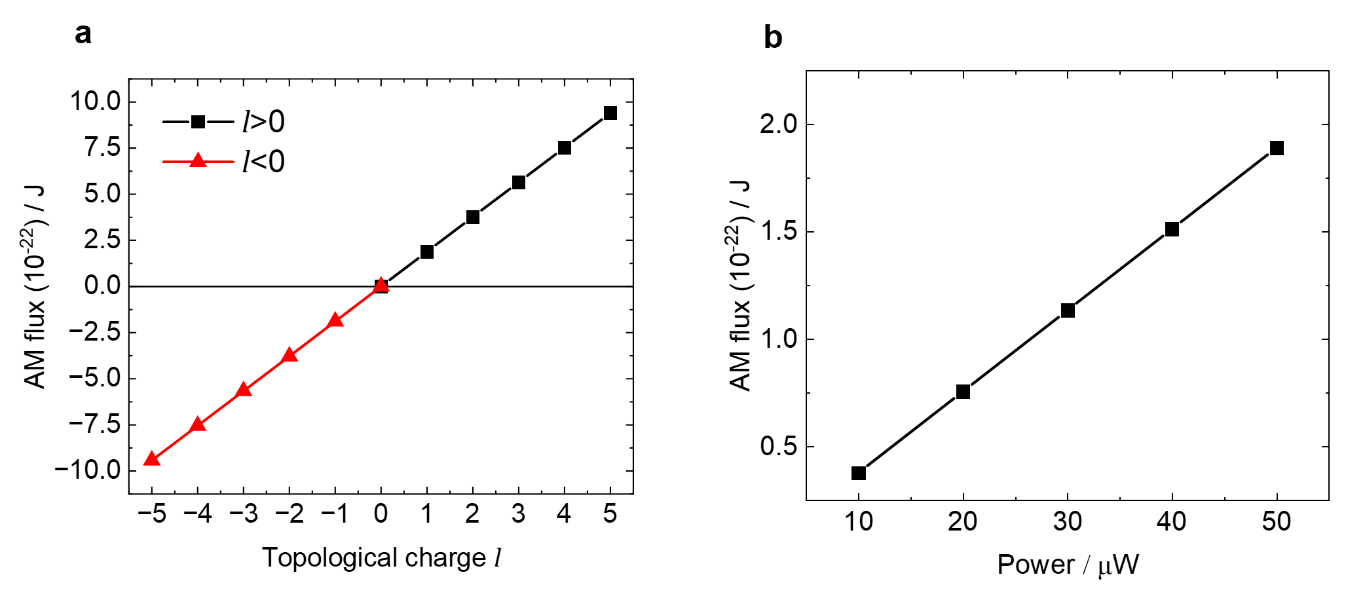 a
10.0
7.5
5.0
2.5
0.0
−2.5
−5.0
−7.5
−10.0
AM flux (10⁻²²) / J
l>0
l<0
−5 −4 −3 −2 −1 0 1 2 3 4 5
Topological charge l
b
2.0
1.5
1.0
0.5
AM flux (10⁻²²) / J
10 20 30 40 50
Power / μW